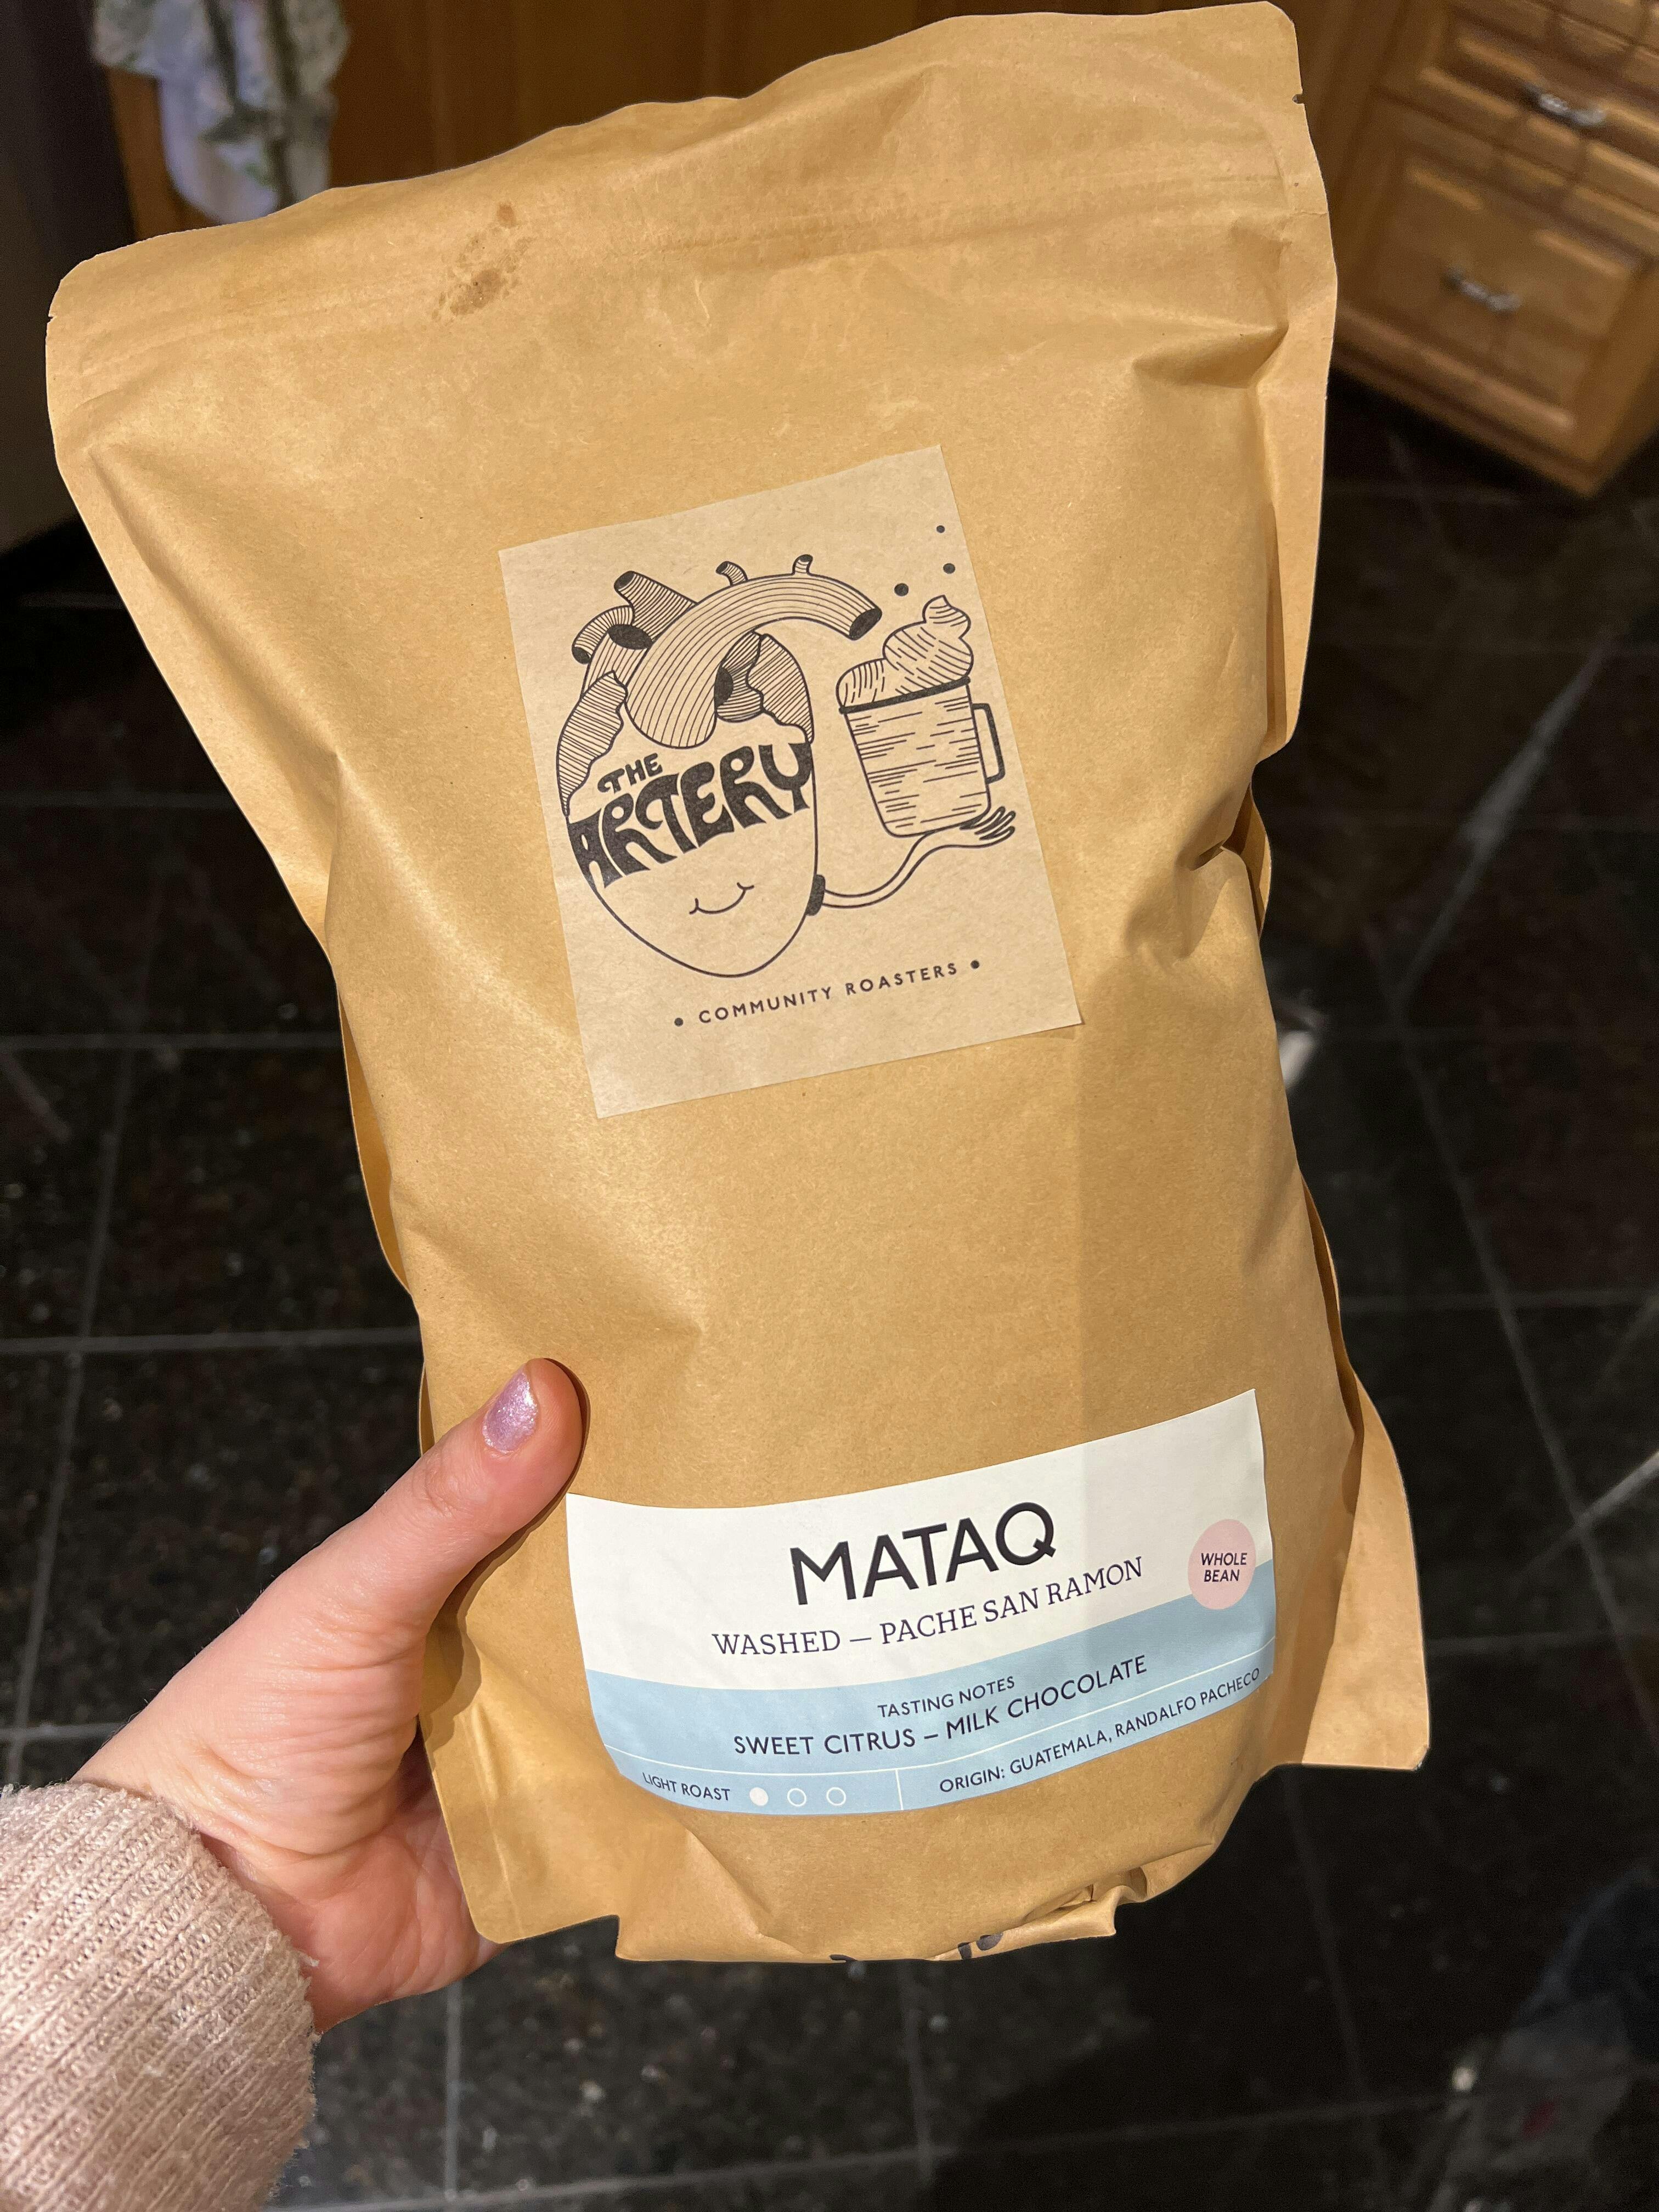 THE
ARTERY
• COMMUNITY ROASTERS •
MATAQ
WASHED — PACHE SAN RAMON
WHOLE
BEAN
TASTING NOTES
SWEET CITRUS – MILK CHOCOLATE
LIGHT ROAST
ORIGIN: GUATEMALA, RANDALFO PACHECO